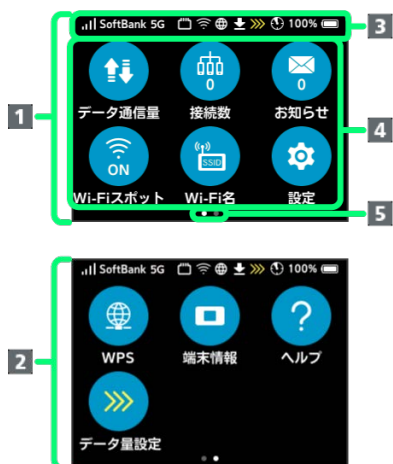 SoftBank 5G 100%
3
1
0
0
データ通信量 接続数 お知らせ
4
ON SSID
Wi-Fiスポット Wi-Fi名 設定
5
SoftBank 5G 100%
2
?
WPS 端末情報 ヘルプ
データ量設定